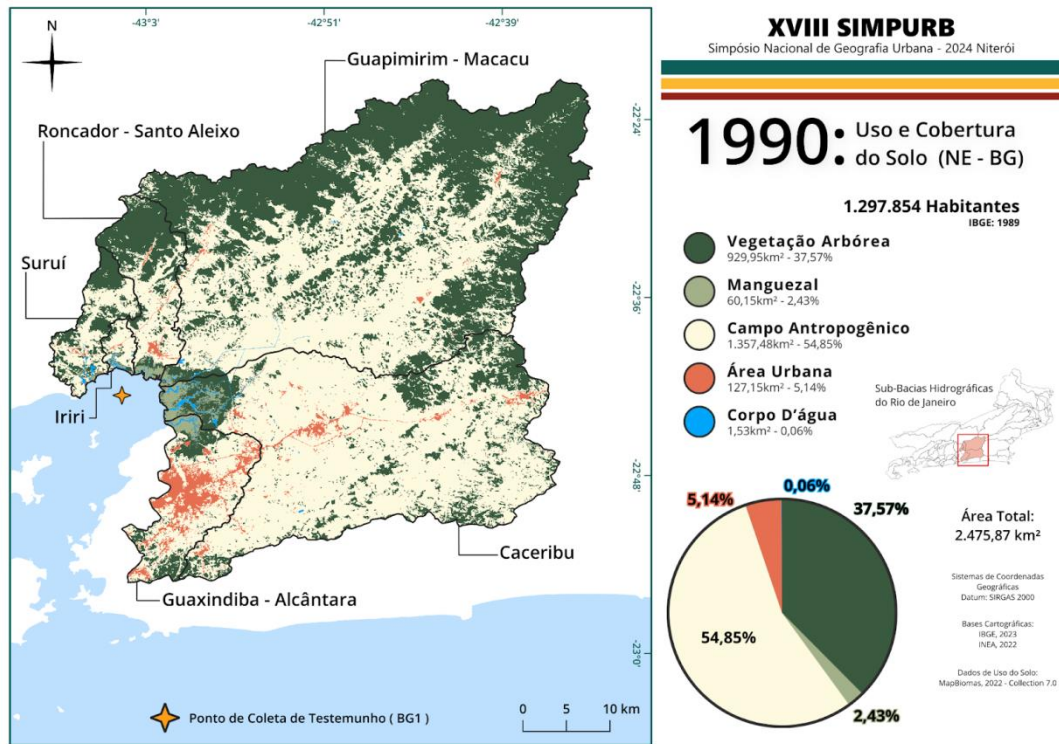 -43°3'
-42°51'
-42°39'
N
Guapimirim - Macacu
Roncador - Santo Aleixo
Suruí
Iriri
-22°24'
-22°36'
-22°48'
-23°0'
Caceribu
Guaxindiba - Alcântara
Ponto de Coleta de Testemunho ( BG1 )
0 5 10 km
XVIII SIMPURB
Simpósio Nacional de Geografia Urbana - 2024 Niterói
1990: Uso e Cobertura
do Solo (NE - BG)
1.297.854 Habitantes
IBGE: 1989
Vegetação Arbórea
929,95km² - 37,57%
Manguezal
60,15km² - 2,43%
Campo Antropogênico
1.357,48km² - 54,85%
Área Urbana
127,15km² - 5,14%
Corpo D'água
1,53km² - 0,06%
Sub-Bacias Hidrográficas
do Rio de Janeiro
0,06%
5,14%
37,57%
54,85%
2,43%
Área Total:
2.475,87 km²
Sistemas de Coordenadas
Geográficas
Datum: SIRGAS 2000
Bases Cartográficas:
IBGE, 2023
INEA, 2022
Dados de Uso do Solo:
MapBiomas, 2022 - Collection 7.0